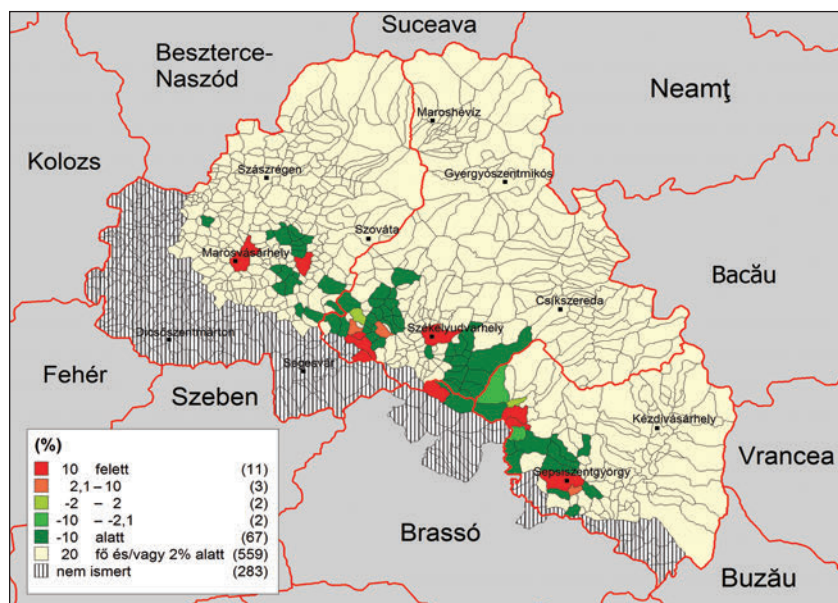 Suceava
Beszterce-
Naszód
Neamţ
Maroshévíz
Kolozs
Szászrégen
Gyergyószentmikós
Szováta
Marosvásárhely
Bacău
Csíkszereda
Székelyudvarhely
Dicsőszentmárton
Segesvár
Fehér
Szeben
Kézdivásárhely
Vrancea
Sepsiszentgyörgy
Brassó
Buzău
(%)
10 felett (11)
2,1 – 10 (3)
-2 – 2 (2)
-10 – -2,1 (2)
-10 alatt (67)
20 fő és/vagy 2% alatt (559)
nem ismert (283)